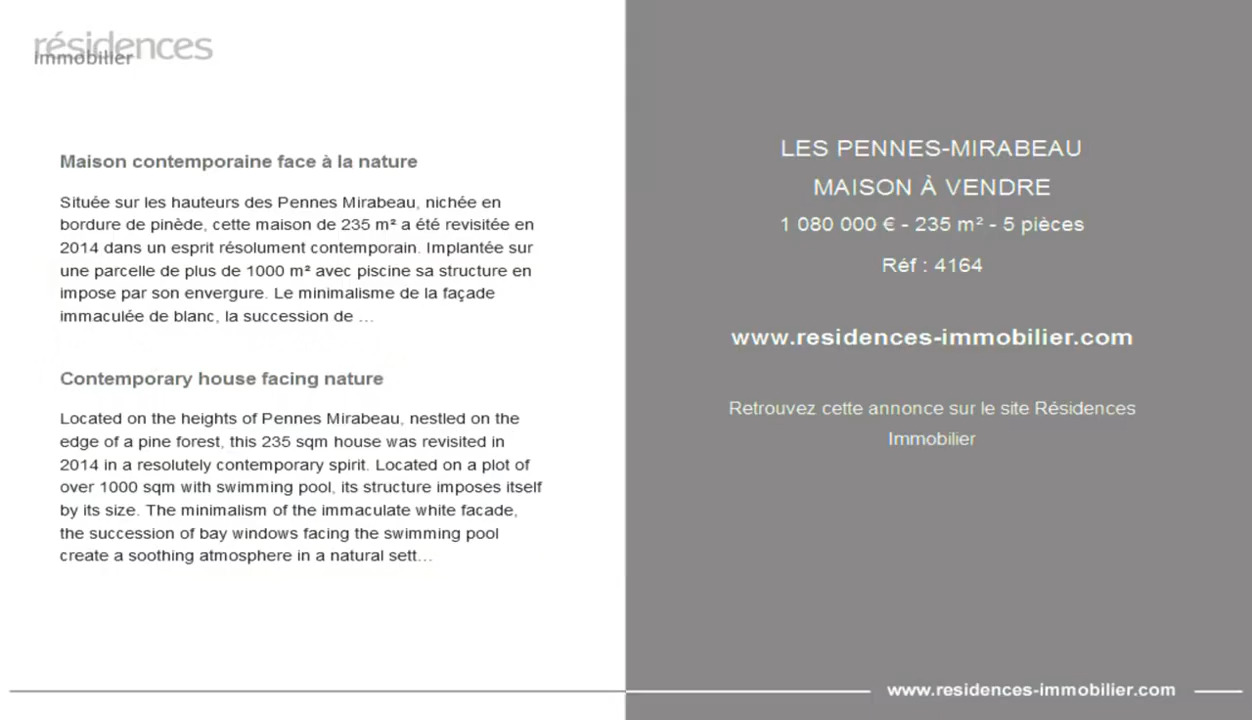 résidences
Immobilier
Maison contemporaine face à la nature
Située sur les hauteurs des Pennes Mirabeau, nichée en
bordure de pinède, cette maison de 235 m² a été revisitée en
2014 dans un esprit résolument contemporain. Implantée sur
une parcelle de plus de 1000 m² avec piscine sa structure en
impose par son envergure. Le minimalisme de la façade
immaculée de blanc, la succession de ...
Contemporary house facing nature
Located on the heights of Pennes Mirabeau, nestled on the
edge of a pine forest, this 235 sqm house was revisited in
2014 in a resolutely contemporary spirit. Located on a plot of
over 1000 sqm with swimming pool, its structure imposes itself
by its size. The minimalism of the immaculate white facade,
the succession of bay windows facing the swimming pool
create a soothing atmosphere in a natural sett...
LES PENNES-MIRABEAU
MAISON À VENDRE
1 080 000 € - 235 m² - 5 pièces
Réf : 4164
www.residences-immobilier.com
Retrouvez cette annonce sur le site Résidences
Immobilier
www.residences-immobilier.com